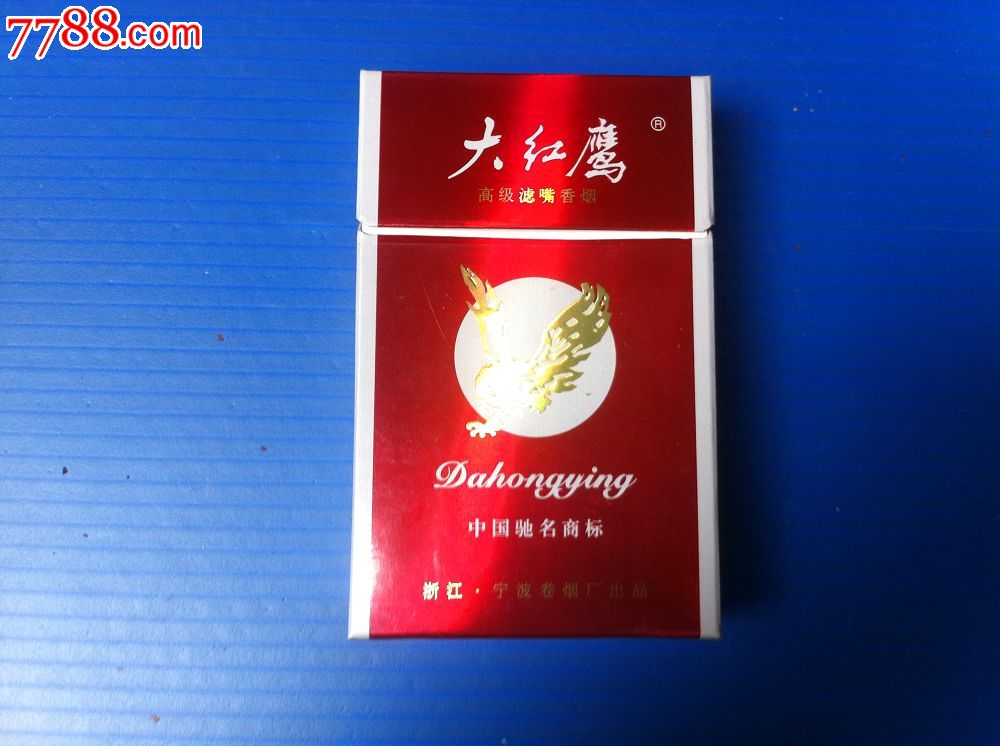 7788.com
大红鹰®
高级滤嘴香烟
Dahongying
中国驰名商标
浙江·宁波卷烟厂出品